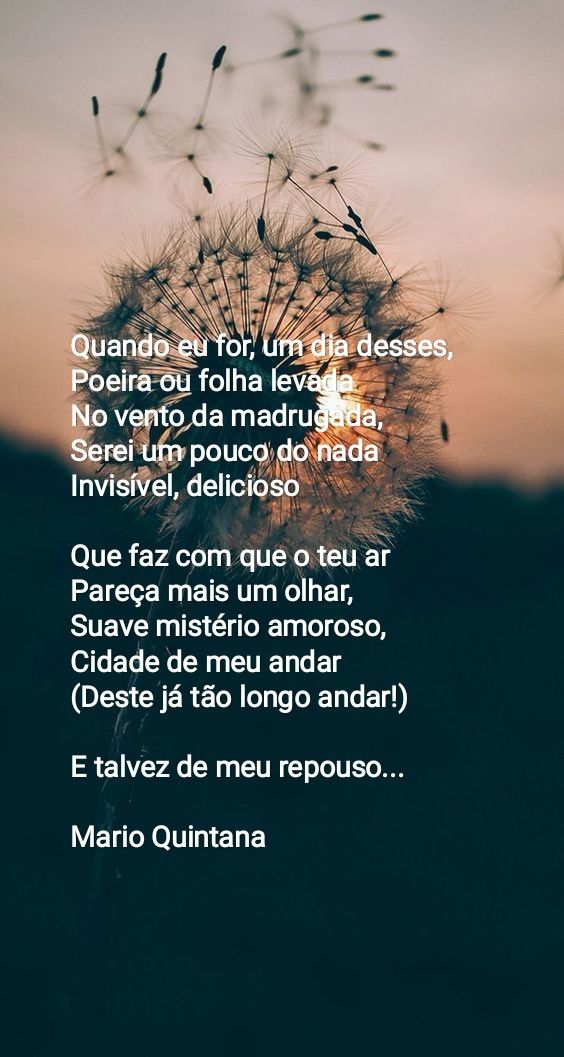 Quando eu for, um dia desses,
Poeira ou folha levada
No vento da madrugada,
Serei um pouco do nada
Invisível, delicioso
Que faz com que o teu ar
Pareça mais um olhar,
Suave mistério amoroso,
Cidade de meu andar
(Deste já tão longo andar!)
E talvez de meu repouso...
Mario Quintana